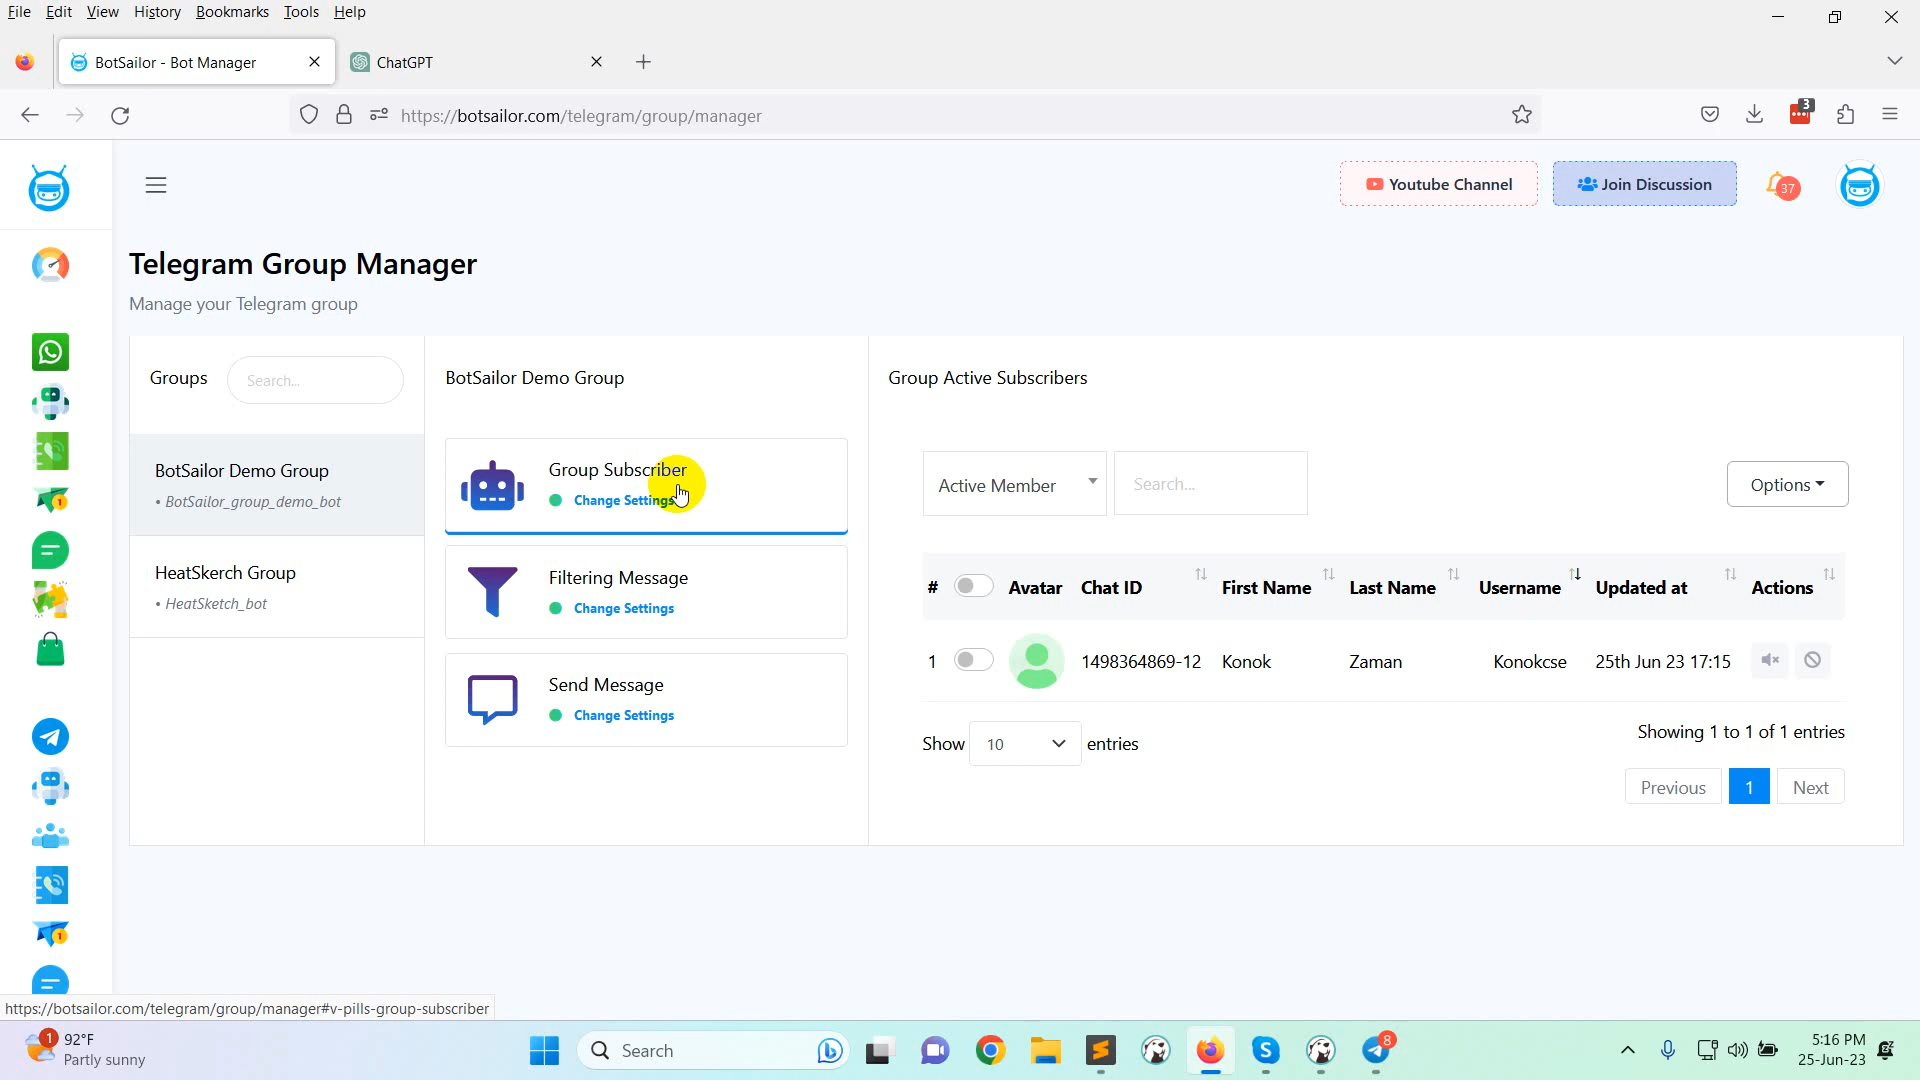 File Edit View History Bookmarks Tools Help
BotSailor - Bot Manager
ChatGPT
https://botsailor.com/telegram/group/manager
3
Youtube Channel
Join Discussion
37
Telegram Group Manager
Manage your Telegram group
Groups
Search...
BotSailor Demo Group
Group Active Subscribers
BotSailor Demo Group
• BotSailor_group_demo_bot
HeatSkerch Group
• HeatSketch_bot
Group Subscriber
Change Settings
Filtering Message
Change Settings
Send Message
Change Settings
Active Member
Search...
Options
# Avatar Chat ID First Name Last Name Username Updated at Actions
1 1498364869-12 Konok Zaman Konokcse 25th Jun 23 17:15
Show 10 entries
Showing 1 to 1 of 1 entries
Previous 1 Next
1
1
https://botsailor.com/telegram/group/manager#v-pills-group-subscriber
1
92°F
Partly sunny
Search
8
5:16 PM
25-Jun-23